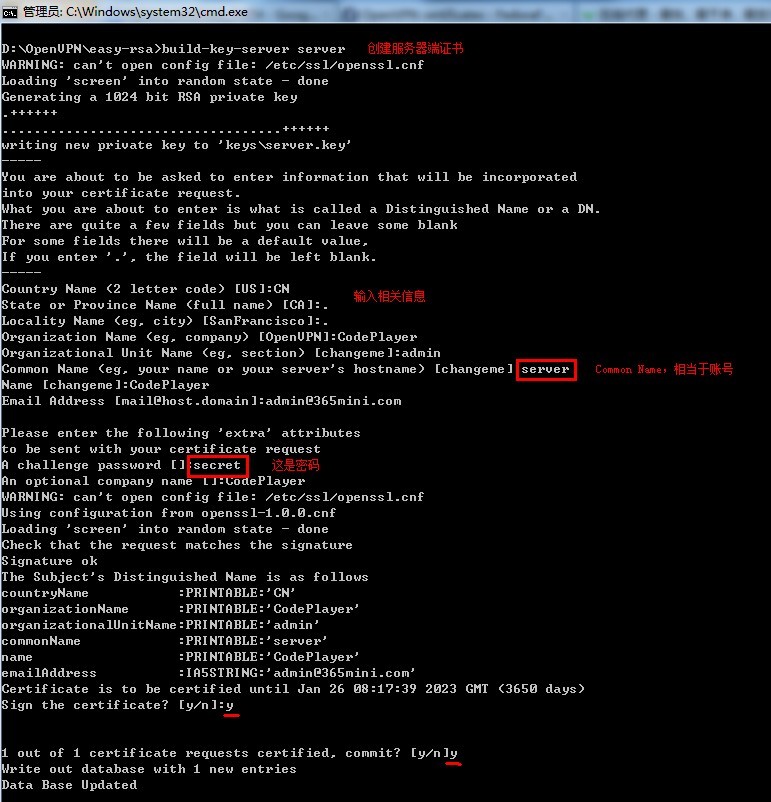 管理员: C:\Windows\system32\cmd.exe
D:\OpenVPN\easy-rsa>build-key-server server 创建服务器端证书
WARNING: can't open config file: /etc/ssl/openssl.cnf
Loading 'screen' into random state - done
Generating a 1024 bit RSA private key
.++++++
...................................++++++
writing new private key to 'keys\server.key'
-----
You are about to be asked to enter information that will be incorporated
into your certificate request.
What you are about to enter is what is called a Distinguished Name or a DN.
There are quite a few fields but you can leave some blank
For some fields there will be a default value,
If you enter '.', the field will be left blank.
-----
Country Name (2 letter code) [US]:CN
输入相关信息
State or Province Name (full name) [CA]:.
Locality Name (eg, city) [SanFrancisco]:.
Organization Name (eg, company) [OpenVPN]:CodePlayer
Organizational Unit Name (eg, section) [changeme]:admin
Common Name (eg, your name or your server's hostname) [changeme] server Common Name，相当于账号
Name [changeme]:CodePlayer
Email Address [mail@host.domain]:admin@365mini.com
Please enter the following 'extra' attributes
to be sent with your certificate request
A challenge password []:secret 这是密码
An optional company name []:CodePlayer
WARNING: can't open config file: /etc/ssl/openssl.cnf
Using configuration from openssl-1.0.0.cnf
Loading 'screen' into random state - done
Check that the request matches the signature
Signature ok
The Subject's Distinguished Name is as follows
countryName :PRINTABLE:'CN'
organizationName :PRINTABLE:'CodePlayer'
organizationalUnitName:PRINTABLE:'admin'
commonName :PRINTABLE:'server'
name :PRINTABLE:'CodePlayer'
emailAddress :IA5STRING:'admin@365mini.com'
Certificate is to be certified until Jan 26 08:17:39 2023 GMT (3650 days)
Sign the certificate? [y/n]:y
1 out of 1 certificate requests certified, commit? [y/n]y
Write out database with 1 new entries
Data Base Updated